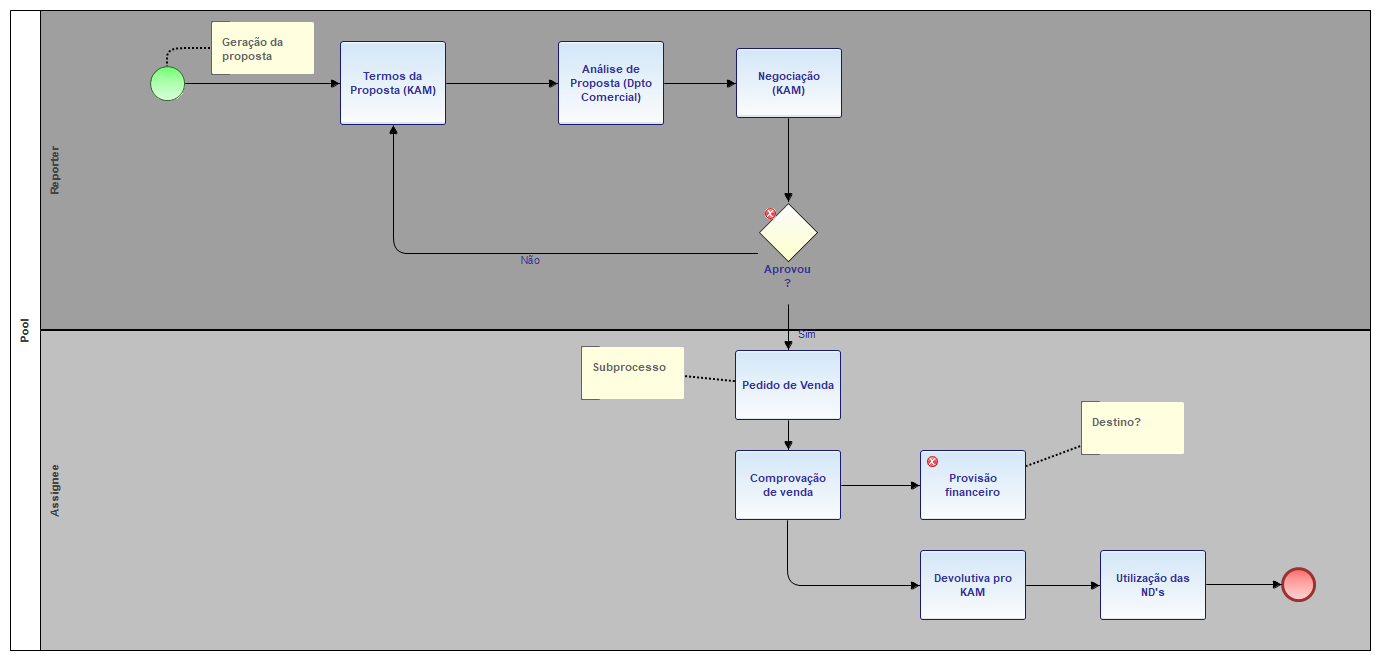 Pool
Reporter
Geração da
proposta
Termos da
Proposta (KAM)
Análise de
Proposta (Dpto
Comercial)
Negociação
(KAM)
Aprovou
?
Não
Sim
Assignee
Subprocesso
Pedido de Venda
Destino?
Comprovação
de venda
Provisão
financeiro
Devolutiva pro
KAM
Utilização das
ND's